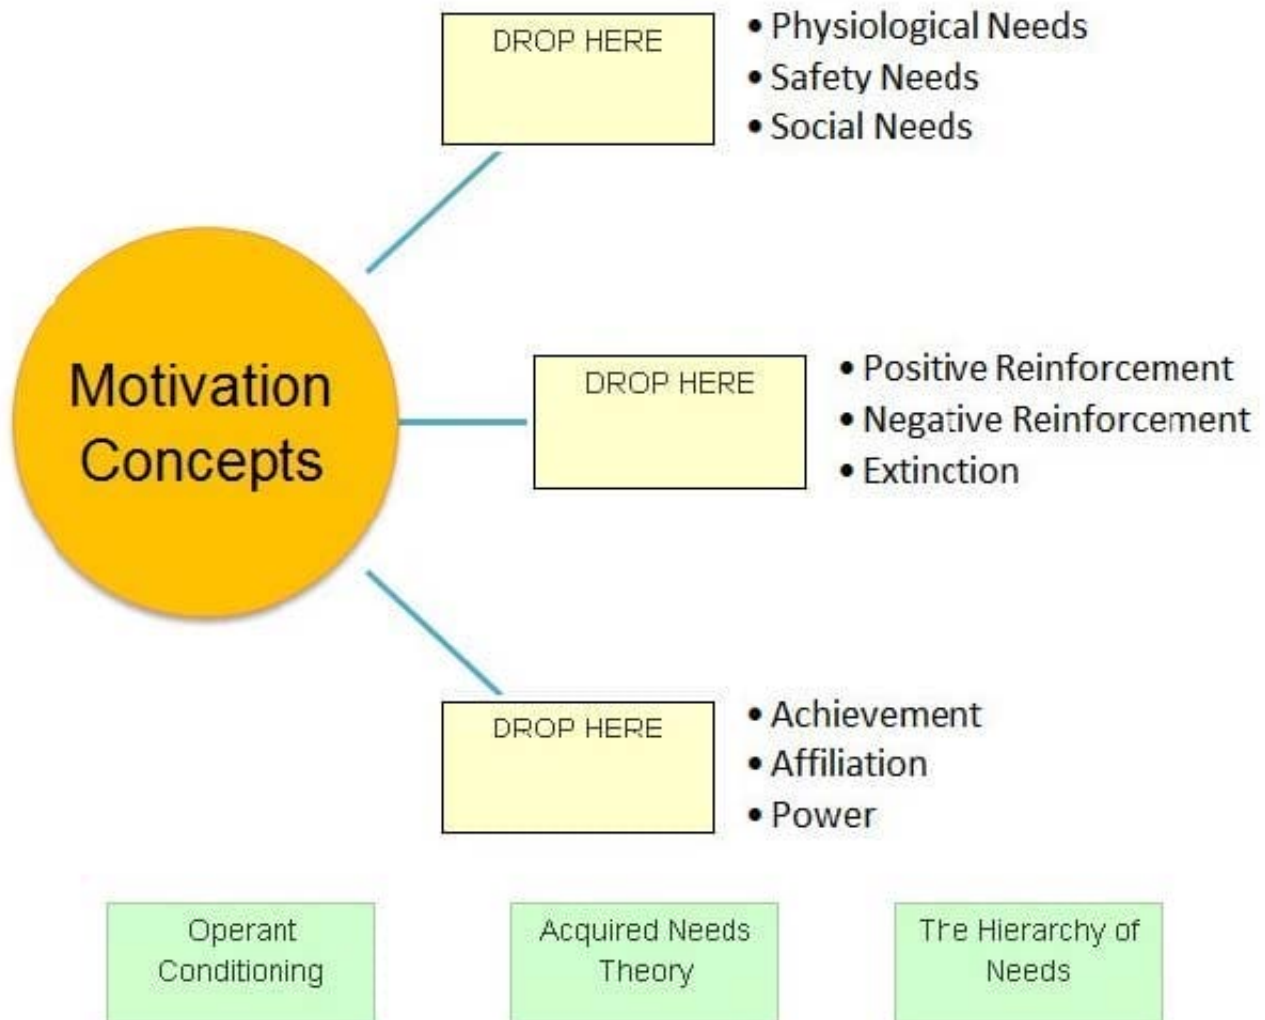 DROP HERE
• Physiological Needs
• Safety Needs
• Social Needs
Motivation
Concepts
DROP HERE
• Positive Reinforcement
• Negative Reinforcement
• Extinction
DROP HERE
• Achievement
• Affiliation
• Power
Operant
Conditioning
Acquired Needs
Theory
The Hierarchy of
Needs